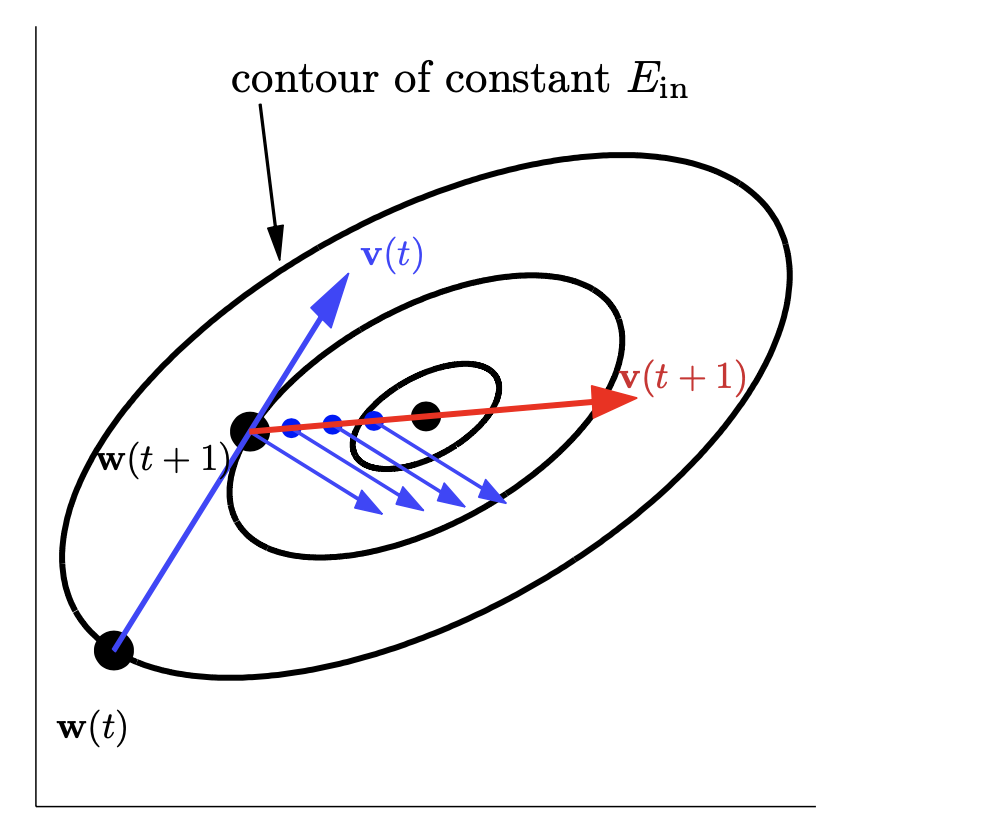 contour of constant E_in
v(t)
v(t + 1)
w(t + 1)
w(t)